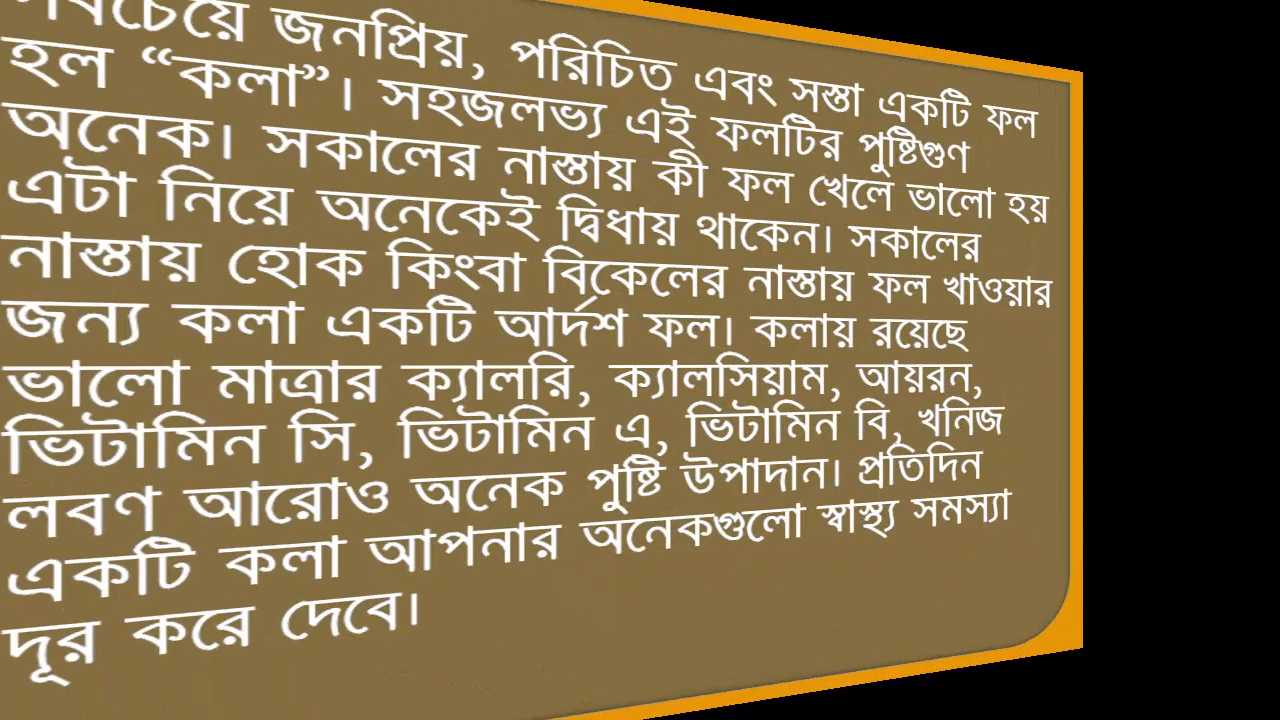 সবচেয়ে জনপ্রিয়, পরিচিত এবং সস্তা একটি ফল
হল “কলা”। সহজলভ্য এই ফলটির পুষ্টিগুণ
অনেক। সকালের নাস্তায় কী ফল খেলে ভালো হয়
এটা নিয়ে অনেকেই দ্বিধায় থাকেন। সকালের
নাস্তায় হোক কিংবা বিকেলের নাস্তায় ফল খাওয়ার
জন্য কলা একটি আর্দশ ফল। কলায় রয়েছে
ভালো মাত্রার ক্যালরি, ক্যালসিয়াম, আয়রন,
ভিটামিন সি, ভিটামিন এ, ভিটামিন বি, খনিজ
লবণ আরোও অনেক পুষ্টি উপাদান। প্রতিদিন
একটি কলা আপনার অনেকগুলো স্বাস্থ্য সমস্যা
দূর করে দেবে।